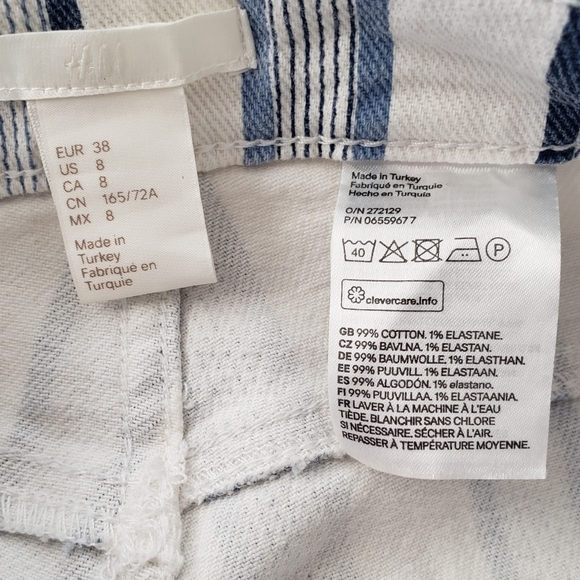 H&M
EUR 38
US 8
CA 8
CN 165/72A
MX 8
Made in
Turkey
Fabriqué en
Turquie
Made in Turkey
Fabriqué en Turquie
Hecho en Turquía
O/N 272129
P/N 0655967 7
40
P
clevercare.info
GB 99% COTTON. 1% ELASTANE.
CZ 99% BAVLNA. 1% ELASTAN.
DE 99% BAUMWOLLE. 1% ELASTHAN.
EE 99% PUUVILL. 1% ELASTAAN.
ES 99% ALGODÓN. 1% elastano.
FI 99% PUUVILLAA. 1% ELASTAANIA.
FR LAVER À LA MACHINE À L'EAU
TIÈDE. BLANCHIR SANS CHLORE
SI NÉCESSAIRE. SÉCHER À L'AIR.
REPASSER À TEMPÉRATURE MOYENNE.